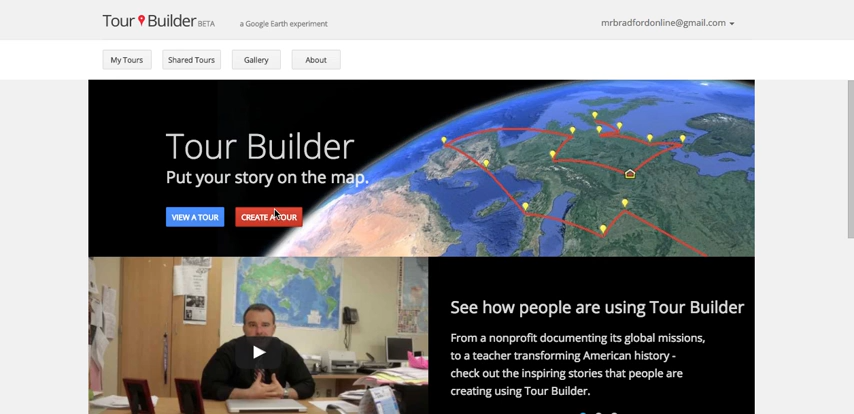 Tour Builder BETA
a Google Earth experiment
mrbradfordonline@gmail.com
My Tours
Shared Tours
Gallery
About
Tour Builder
Put your story on the map.
VIEW A TOUR
CREATE A TOUR
See how people are using Tour Builder
From a nonprofit documenting its global missions,
to a teacher transforming American history -
check out the inspiring stories that people are
creating using Tour Builder.